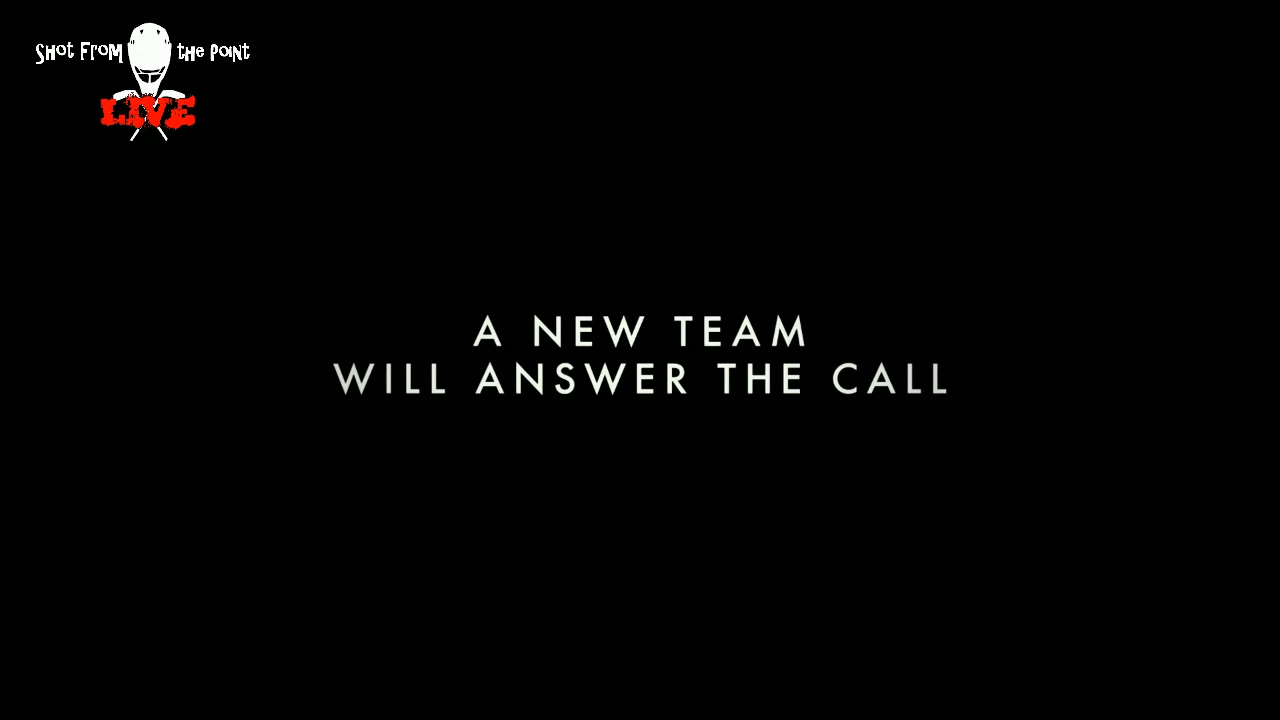 SHOT FROM THE POINT
LIVE
A NEW TEAM
WILL ANSWER THE CALL